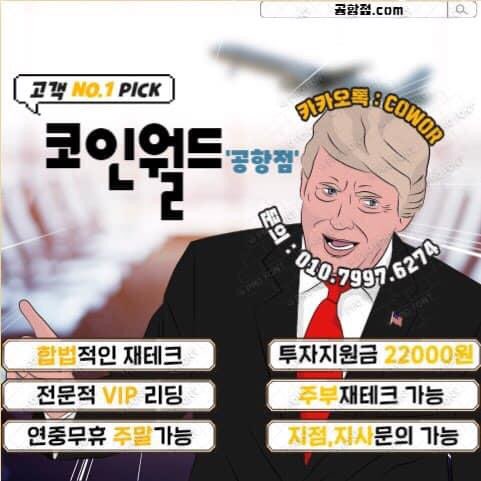 공항점.com
고객 NO.1 PICK
코인월드 '공항점'
카카오톡 : COWOR
문의 : 010.7997.6274
합법적인 재테크
투자지원금 22000원
전문적 VIP 리딩
주부재테크 가능
연중무휴 주말가능
지점,지사문의 가능